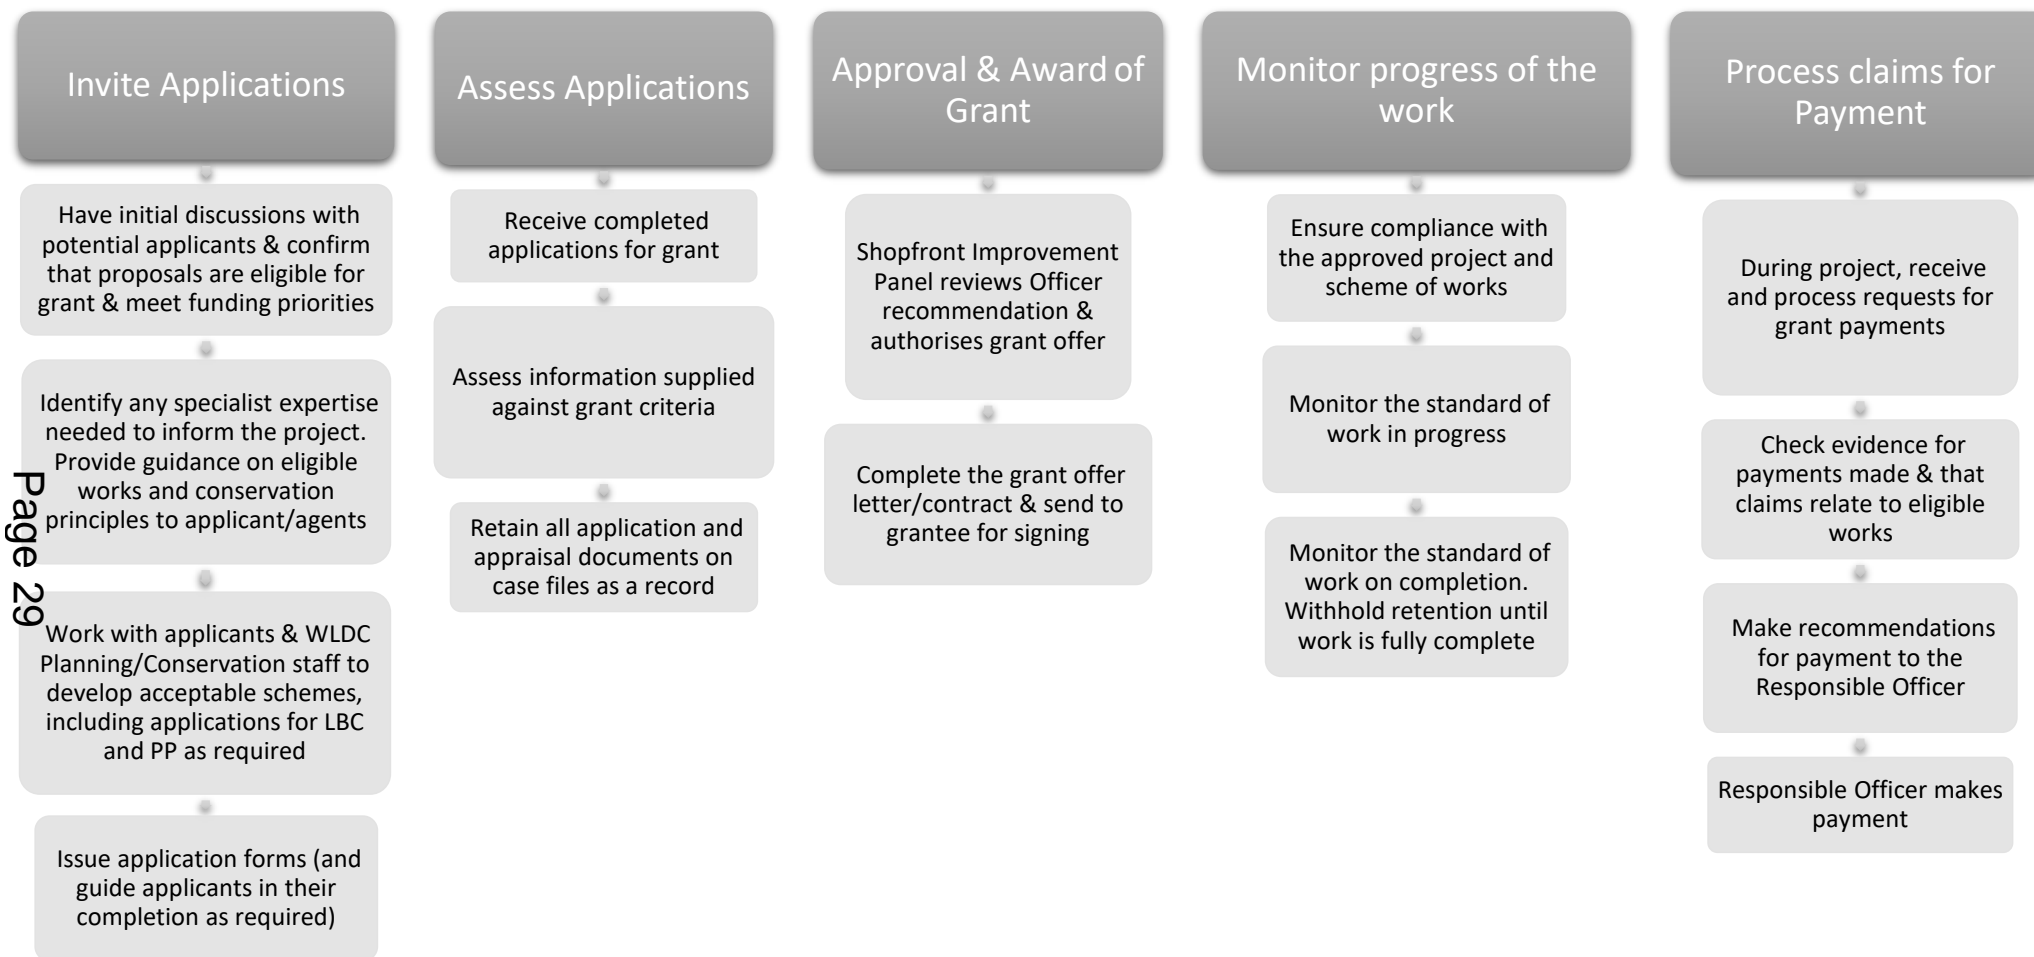 Invite Applications
Have initial discussions with
potential applicants & confirm
that proposals are eligible for
grant & meet funding priorities
Identify any specialist expertise
needed to inform the project.
Provide guidance on eligible
works and conservation
principles to applicant/agents
Work with applicants & WLDC
Planning/Conservation staff to
develop acceptable schemes,
including applications for LBC
and PP as required
Issue application forms (and
guide applicants in their
completion as required)
Assess Applications
Receive completed
applications for grant
Assess information supplied
against grant criteria
Retain all application and
appraisal documents on
case files as a record
Approval & Award of
Grant
Shopfront Improvement
Panel reviews Officer
recommendation &
authorises grant offer
Complete the grant offer
letter/contract & send to
grantee for signing
Monitor progress of the
work
Ensure compliance with
the approved project and
scheme of works
Monitor the standard of
work in progress
Monitor the standard of
work on completion.
Withhold retention until
work is fully complete
Process claims for
Payment
During project, receive
and process requests for
grant payments
Check evidence for
payments made & that
claims relate to eligible
works
Make recommendations
for payment to the
Responsible Officer
Responsible Officer makes
payment
Page 29